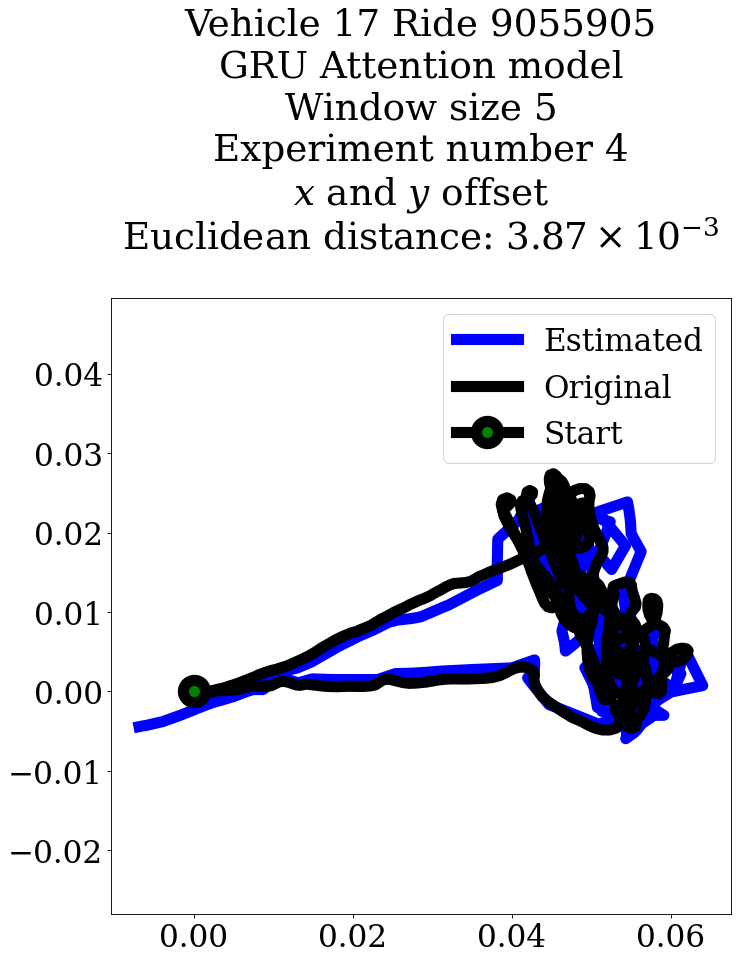 Vehicle 17 Ride 9055905
GRU Attention model
Window size 5
Experiment number 4
x and y offset
Euclidean distance: 3.87 × 10⁻³
Estimated
Original
Start
0.04
0.03
0.02
0.01
0.00
−0.01
−0.02
0.00 0.02 0.04 0.06